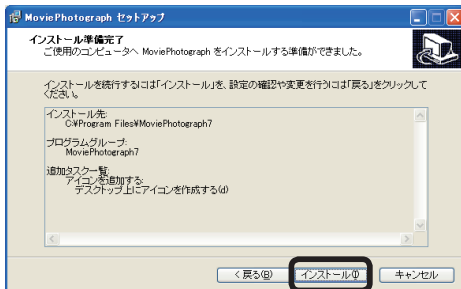 MoviePhotograph セットアップ
インストール準備完了
ご使用のコンピュータへ MoviePhotograph をインストールする準備ができました。
インストールを続行するには「インストール」を、設定の確認や変更を行うには「戻る」をクリックして
ください。
インストール先:
C:¥Program Files¥MoviePhotograph7
プログラムグループ:
MoviePhotograph7
追加タスク一覧:
アイコンを追加する:
デスクトップ上にアイコンを作成する(d)
< 戻る(B)
インストール(I)
キャンセル